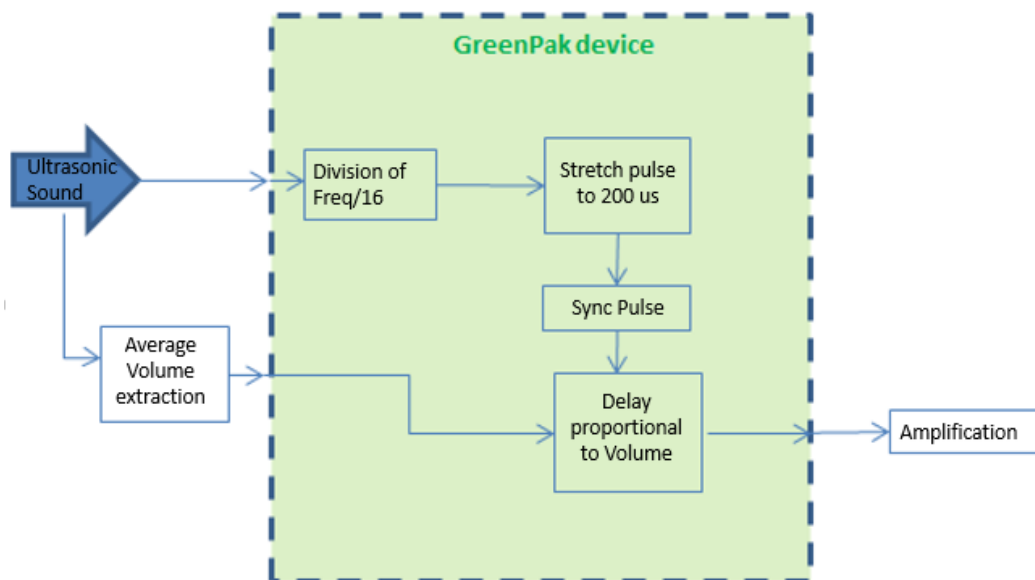 GreenPak device
Ultrasonic
Sound
Division of
Freq/16
Stretch pulse
to 200 us
Sync Pulse
Average
Volume
extraction
Delay
proportional
to Volume
Amplification